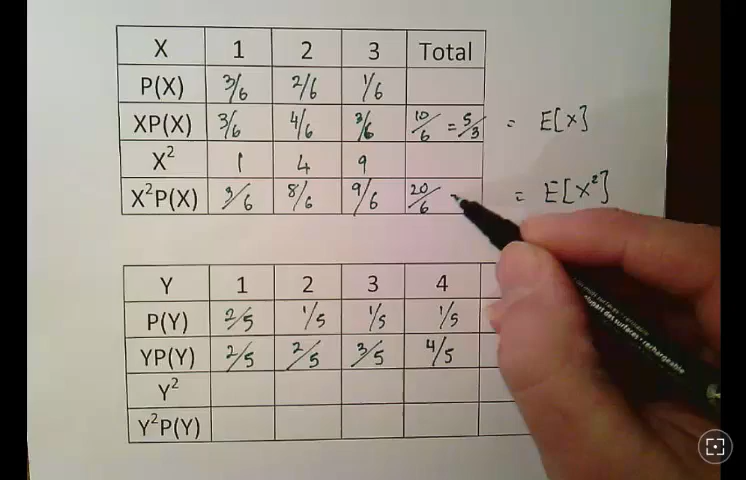 X 1 2 3 Total
P(X) 3/6 2/6 1/6
XP(X) 3/6 4/6 3/6 10/6 = 5/3 = E[X]
X² 1 4 9
X²P(X) 3/6 8/6 9/6 20/6 = E[X²]
Y 1 2 3 4
P(Y) 2/5 1/5 1/5 1/5
YP(Y) 2/5 2/5 3/5 4/5
Y²
Y²P(Y)